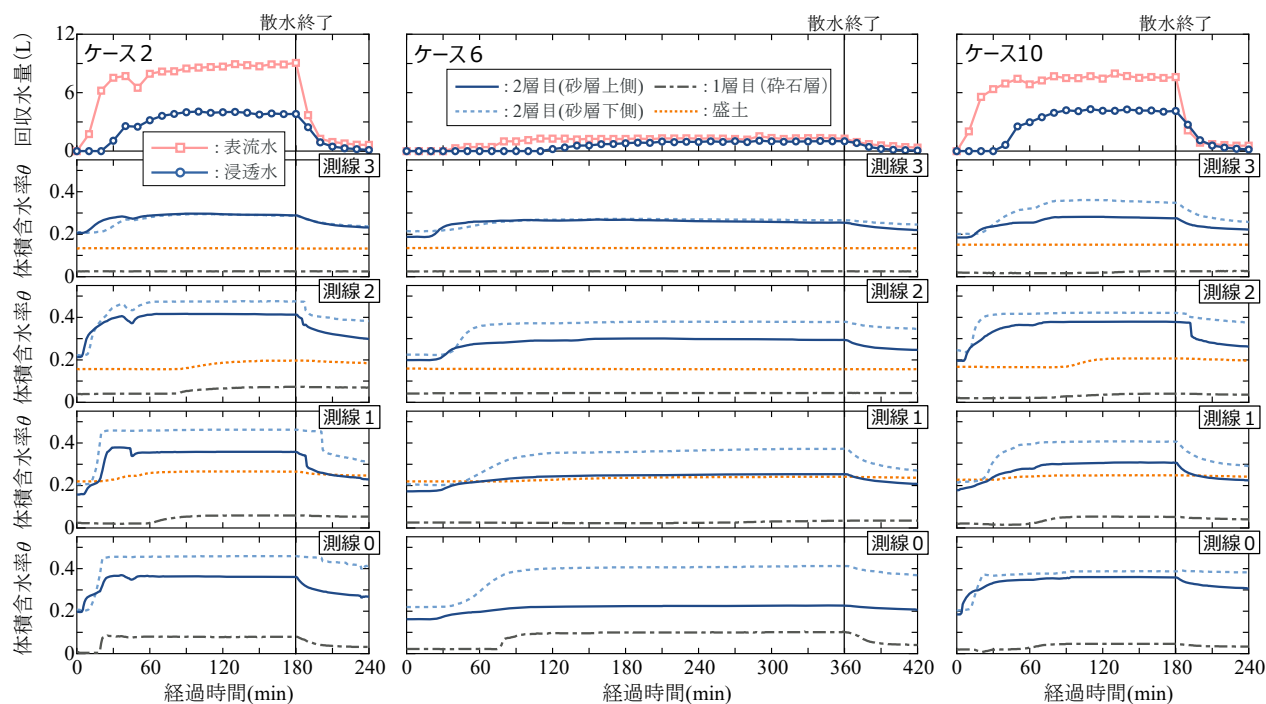 散水終了
散水終了
散水終了
ケース2
ケース6
ケース10
回収水量(L)
12
6
0
: 表流水
: 浸透水
: 2層目(砂層上側)
: 1層目(砕石層)
: 2層目(砂層下側)
: 盛土
測線3
測線3
測線3
体積含水率θ
0.4
0.2
0
測線2
測線2
測線2
体積含水率θ
0.4
0.2
0
測線1
測線1
測線1
体積含水率θ
0.4
0.2
0
測線0
測線0
測線0
体積含水率θ
0.4
0.2
0
0 60 120 180 240
0 60 120 180 240 300 360 420
0 60 120 180 240
経過時間(min)
経過時間(min)
経過時間(min)